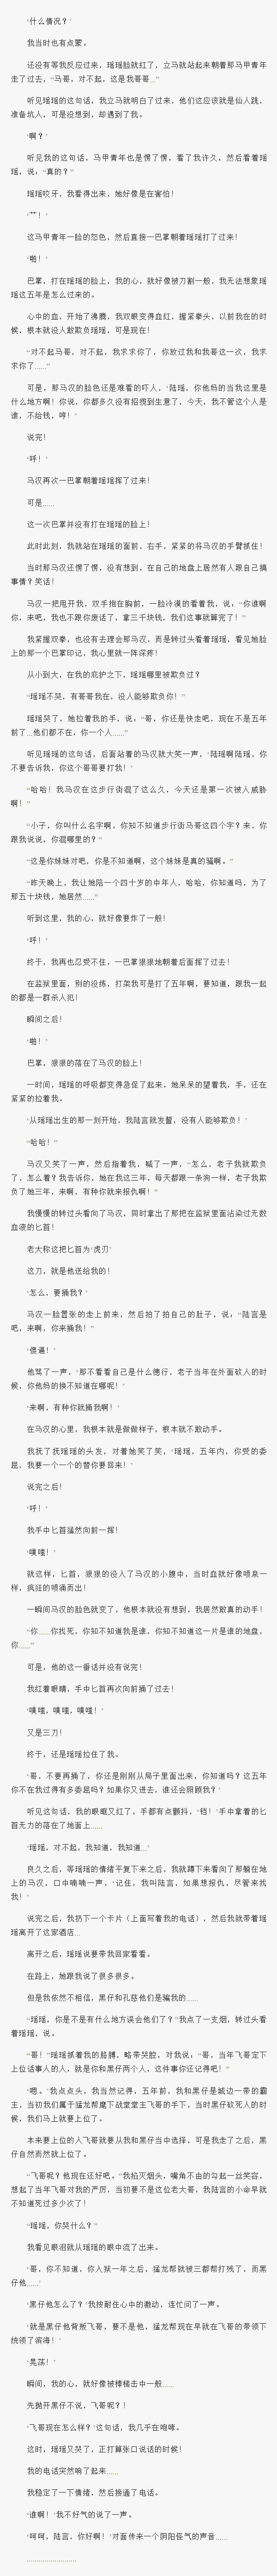 ‘什么情况？’
我当时也有点蒙。
还没有等我反应过来，瑶瑶脸就红了，立马就站起来朝着那马甲青年
走了过去，“马哥，对不起，这是我哥哥...”
听见瑶瑶的这句话，我立马就明白了过来，他们这应该就是仙人跳，
准备坑人，可是没想到，却遇到了我。
‘啊？’
听见我的这句话，马甲青年也是愣了愣，看了我许久，然后看着瑶
瑶，说：“真的？”
瑶瑶咬牙，我看得出来，她好像是在害怕！
‘艹！’
这马甲青年一脸的怒色，然后直接一巴掌朝着瑶瑶打了过来！
‘啪！’
巴掌，打在瑶瑶的脸上，我的心，就好像被刀割一般，我无法想象瑶
瑶这五年是怎么过来的。
心中的血，开始了沸腾，我双眼变得血红，握紧拳头，以前我在的时
候，根本就没人敢欺负瑶瑶，可是现在！
“对不起马哥，对不起，我求求你了，你放过我和我哥这一次，我求
求你了......”
可是，那马汉的脸色还是难看的吓人，‘陆瑶，你他妈的当我这里是
什么地方啊！你说，你都多久没有招揽到生意了，今天，我不管这个人是
谁，不给钱，哼！’
说完！
‘呼！’
马汉再次一巴掌朝着瑶瑶挥了过来！
可是......
这一次巴掌并没有打在瑶瑶的脸上！
此时此刻，我就站在瑶瑶的面前，右手，紧紧的将马汉的手臂抓住！
当时那马汉还愣了愣，没有想到，在自己的地盘上居然有人跟自己搞
事情？笑话！
马汉一把甩开我，双手抱在胸前，一脸冷漠的看着我，说：“你谁啊
你，来吧，我也不跟你废话了，拿三千块钱，我们这事就算完了！”
我紧握双拳，也没有去理会那马汉，而是转过头看着瑶瑶，看见她脸
上的那一个巴掌印记，我心里就一阵深疼！
从小到大，在我的庇护之下，瑶瑶哪里被欺负过？
“瑶瑶不哭，有哥哥我在，没人能够欺负你！”
瑶瑶哭了，她拉着我的手，说：“哥，你还是快走吧，现在不是五年
前了...他们都不在，你一个人......”
听见瑶瑶的这句话，后面站着的马汉就大笑一声，‘陆瑶啊陆瑶，你
不要告诉我，你这个哥哥要打我！’
“哈哈！我马汉在这步行街混了这么久，今天还是第一次被人威胁
啊！”
“小子，你叫什么名字啊，你知不知道步行街马哥这四个字？来，你
跟我说说，你混哪里的？”
“这是你妹妹对吧，你是不知道啊，这个妹妹是真的骚啊。”
“昨天晚上，我让她陪一个四十岁的中年人，哈哈，你知道吗，为了
那五十块钱，她居然......”
听到这里，我的心，就好像要炸了一般！
‘呼！’
终于，我再也忍受不住，一巴掌狠狠地朝着后面挥了过去！
在监狱里面，别的没练，打架我可是打了五年啊，要知道，跟我一起
的都是一群杀人犯！
瞬间之后！
‘啪！’
巴掌，狠狠的落在了马汉的脸上！
一时间，瑶瑶的呼吸都变得急促了起来，她呆呆的望着我，手，还在
紧紧的拉着我。
‘从瑶瑶出生的那一刻开始，我陆言就发誓，没有人能够欺负！’
“哈哈！”
马汉又笑了一声，然后指着我，喊了一声，“怎么，老子我就欺负
了，怎么着？我告诉你，她在我这三年，每天都跟一条狗一样，老子我欺
负了她三年，来啊，有种你就来报仇啊！”
我慢慢的转过头看向了马汉，同时拿出了那把在监狱里面沾染过无数
血液的匕首！
老大称这把匕首为‘虎刃’
这刀，就是他送给我的！
‘怎么，要捅我？’
马汉一脸嚣张的走上前来，然后拍了拍自己的肚子，说：“陆言是
吧，来啊，你来捅我！”
‘傻逼！’
他骂了一声，‘那不看看自己是什么德行，老子当年在外面砍人的时
候，你他妈的换不知道在哪呢！’
‘来啊，有种你就捅我啊！’
在马汉的心里，我根本就是做做样子，根本就不敢动手。
我抚了抚瑶瑶的头发，对着她笑了笑，‘瑶瑶，五年内，你受的委
屈，我要一个一个的替你要回来！’
说完之后！
‘呼！’
我手中匕首猛然向前一挥！
‘噗嗤！’
就这样，匕首，狠狠的没入了马汉的小腹中，当时血就好像喷泉一
样，疯狂的喷涌而出！
一瞬间马汉的脸色就变了，他根本就没有想到，我居然敢真的动手！
“你......你找死，你知不知道我是谁，你知不知道这一片是谁的地盘，
你......”
可是，他的这一番话并没有说完！
我红着眼睛，手中匕首再次向前捅了过去！
‘噗嗤，噗嗤，噗嗤！’
又是三刀！
终于，还是瑶瑶拉住了我。
‘哥，不要再捅了，你还是刚刚从局子里面出来，你知道吗？这五年
你不在我过得有多委屈吗？如果你又进去，谁还会照顾我？’
听见这句话，我的眼眶又红了，手都有点颤抖，‘铛！’手中拿着的匕
首无力的落在了地面上......
‘瑶瑶，对不起，我知道，我知道...’
良久之后，等瑶瑶的情绪平复下来之后，我就蹲下来看向了那躺在地
上的马汉，口中喃喃一声，‘记住，我叫陆言，如果想报仇，尽管来找
我！’
说完之后，我扔下一个卡片（上面写着我的电话），然后我就带着瑶
瑶离开了这家酒店...
离开之后，瑶瑶说要带我回家看看。
在路上，她跟我说了很多很多。
但是我依然不相信，黑仔和孔慈他们是骗我的......
“瑶瑶，你是不是有什么地方误会他们了？”我点了一支烟，转过头看
着瑶瑶，说。
“哥！”瑶瑶抓着我的胳膊，略带哭腔，对我说：“哥，当年飞哥定下
上位话事人的人，就是你和黑仔两个人，这件事你还记得吧！”
‘嗯。’我点点头，我当然记得，五年前，我和黑仔是城边一带的霸
主，当初我们属于猛龙帮麾下战堂堂主飞哥的手下，当时黑仔砍死人的时
候，我们马上就要上位了。
本来要上位的人飞哥就要从我和黑仔当中选择，可是我走了之后，黑
仔自然而然就上位了。
“飞哥呢？他现在还好吧。”我掐灭烟头，嘴角不由的勾起一丝笑容，
想起了当年飞哥对我的严厉，当初要不是这位老大哥，我陆言的小命早就
不知道死过多少次了！
“瑶瑶，你哭什么？”
我看见眼泪就从瑶瑶的眼中流了出来。
‘哥，你不知道，你入狱一年之后，猛龙帮就被三都帮打残了，而黑
仔他......’
‘黑仔他怎么了？’我按耐住心中的激动，连忙问了一声。
‘就是黑仔他背叛飞哥，要不是他，猛龙帮现在早就在飞哥的带领下
统领了滨海！’
‘晃荡！’
瞬间，我的心，就好像被棒槌击中一般......
先抛开黑仔不说，飞哥呢？！
‘飞哥现在怎么样？’这句话，我几乎在咆哮。
这时，瑶瑶又哭了，正打算张口说话的时候！
我的电话突然响了起来......
我稳定了一下情绪，然后接通了电话。
‘谁啊！’我不好气的说了一声。
‘呵呵，陆言，你好啊！’对面传来一个阴阳怪气的声音......
........................